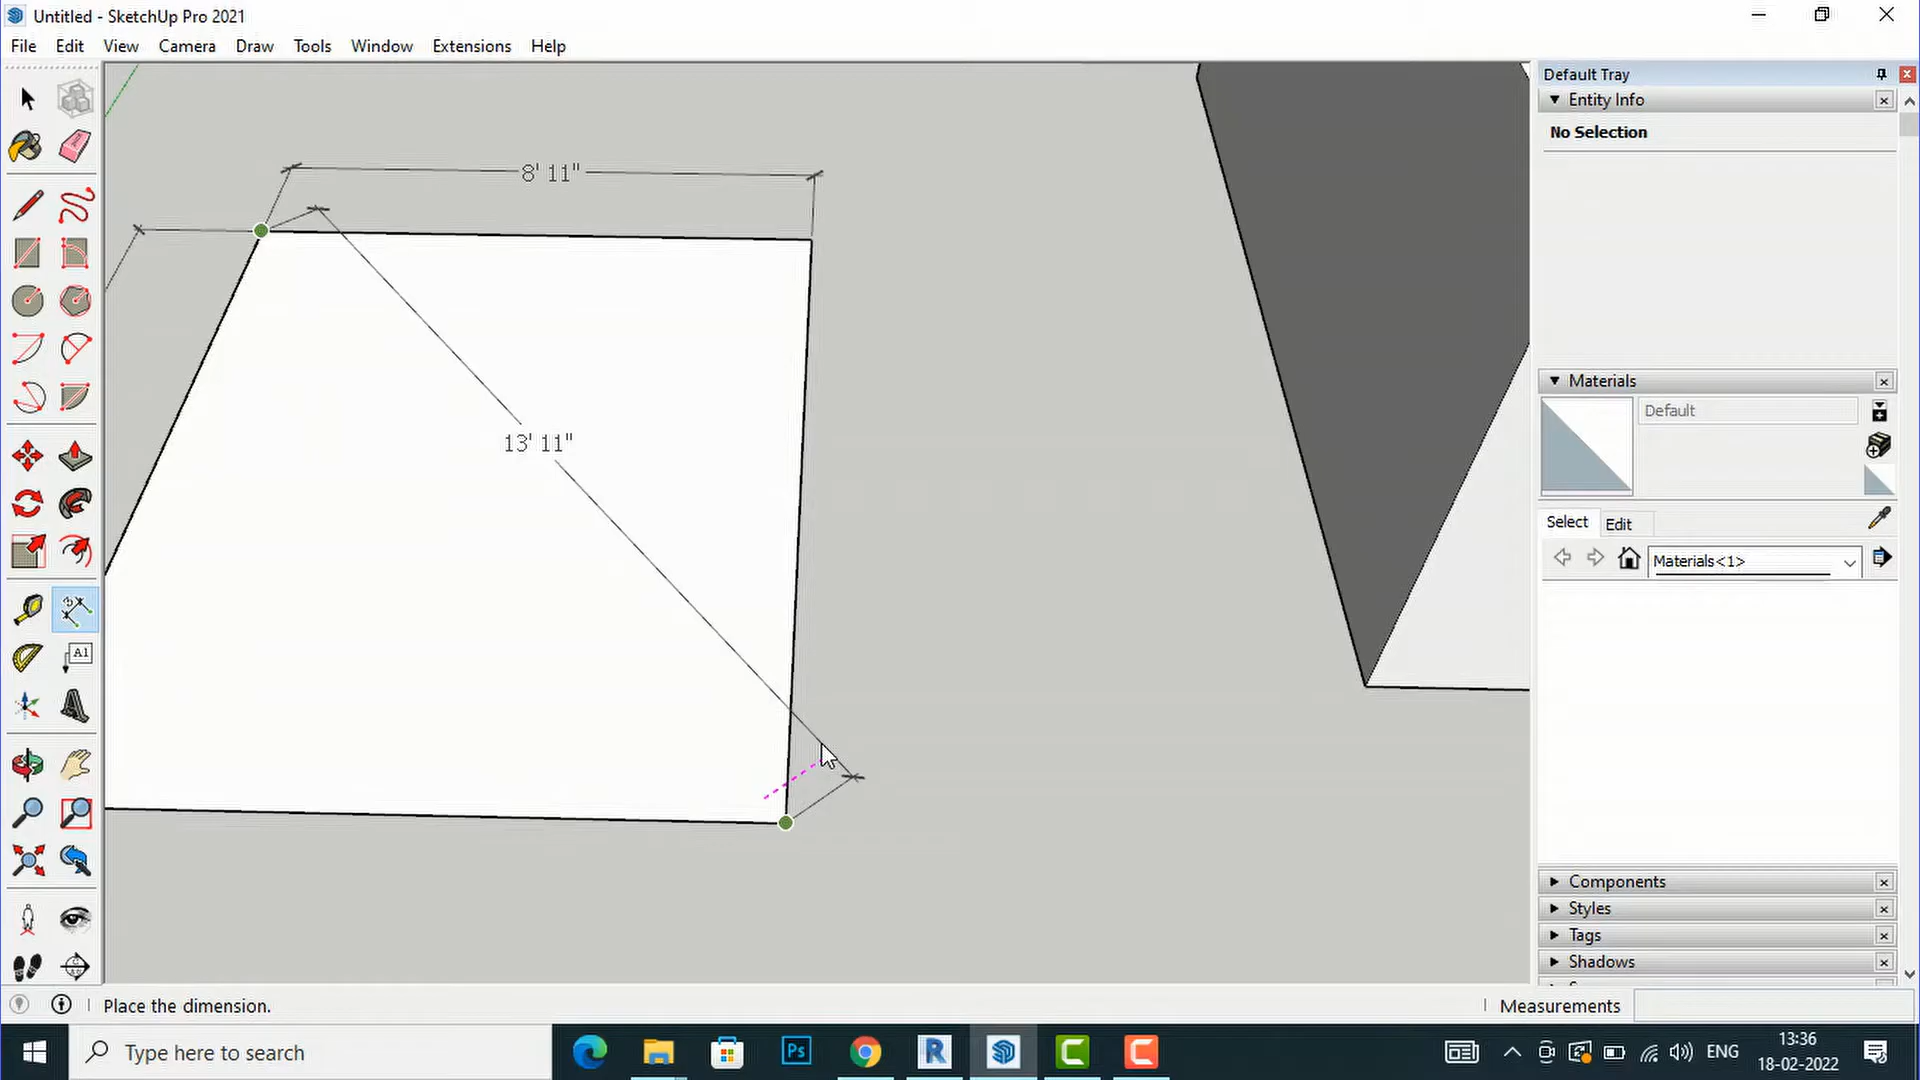 Untitled - SketchUp Pro 2021
File Edit View Camera Draw Tools Window Extensions Help
Default Tray
Entity Info
No Selection
8' 11"
13' 11"
A1
Materials
Default
Select Edit
Materials<1>
Components
Styles
Tags
Shadows
Place the dimension.
Measurements
Type here to search
Ps
R
ENG
13:36
18-02-2022